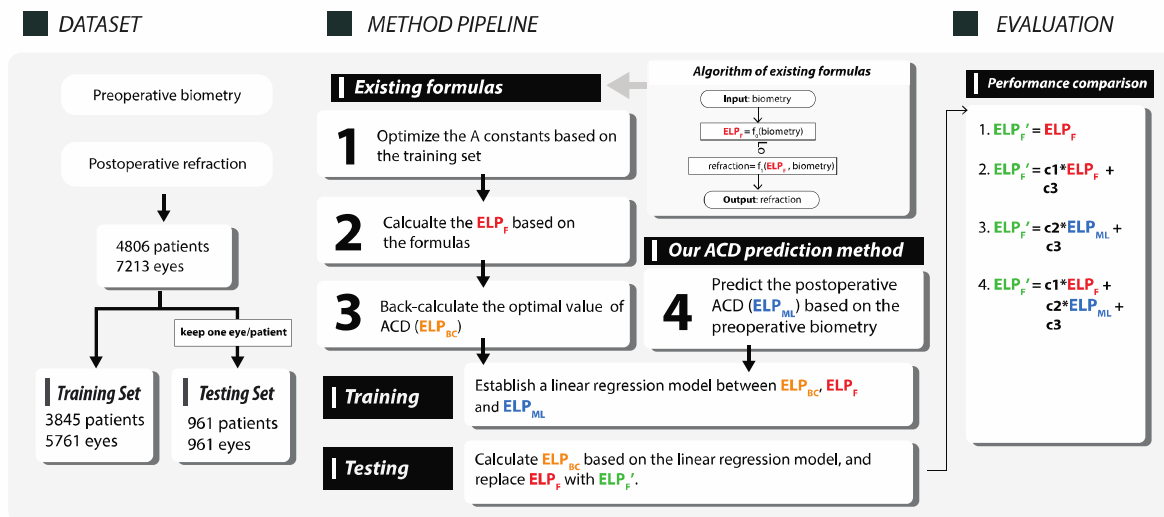 DATASET
Preoperative biometry
Postoperative refraction
4806 patients
7213 eyes
keep one eye/patient
Training Set
3845 patients
5761 eyes
Testing Set
961 patients
961 eyes
METHOD PIPELINE
Existing formulas
1
Optimize the A constants based on
the training set
2
Calcualte the ELPF based on
the formulas
3
Back-calculate the optimal value of
ACD (ELPBC)
Algorithm of existing formulas
Input: biometry
ELPF = f0(biometry)
refraction= f1(ELPF, biometry)
Output: refraction
Our ACD prediction method
4
Predict the postoperative
ACD (ELPML) based on the
preoperative biometry
Training
Establish a linear regression model between ELPBC, ELPF
and ELPML
Testing
Calculate ELPBC based on the linear regression model, and
replace ELPF with ELPF′.
EVALUATION
Performance comparison
1. ELPF′ = ELPF
2. ELPF′ = c1*ELPF +
c3
3. ELPF′ = c2*ELPML +
c3
4. ELPF′ = c1*ELPF +
c2*ELPML +
c3